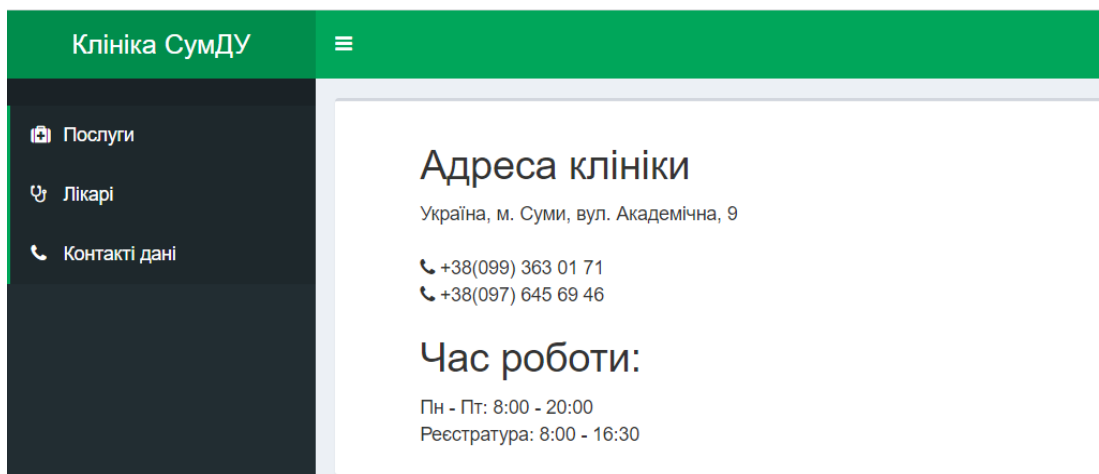 Клініка СумДУ
Послуги
Лікарі
Контакті дані
Адреса клініки
Україна, м. Суми, вул. Академічна, 9
+38(099) 363 01 71
+38(097) 645 69 46
Час роботи:
Пн - Пт: 8:00 - 20:00
Реєстратура: 8:00 - 16:30